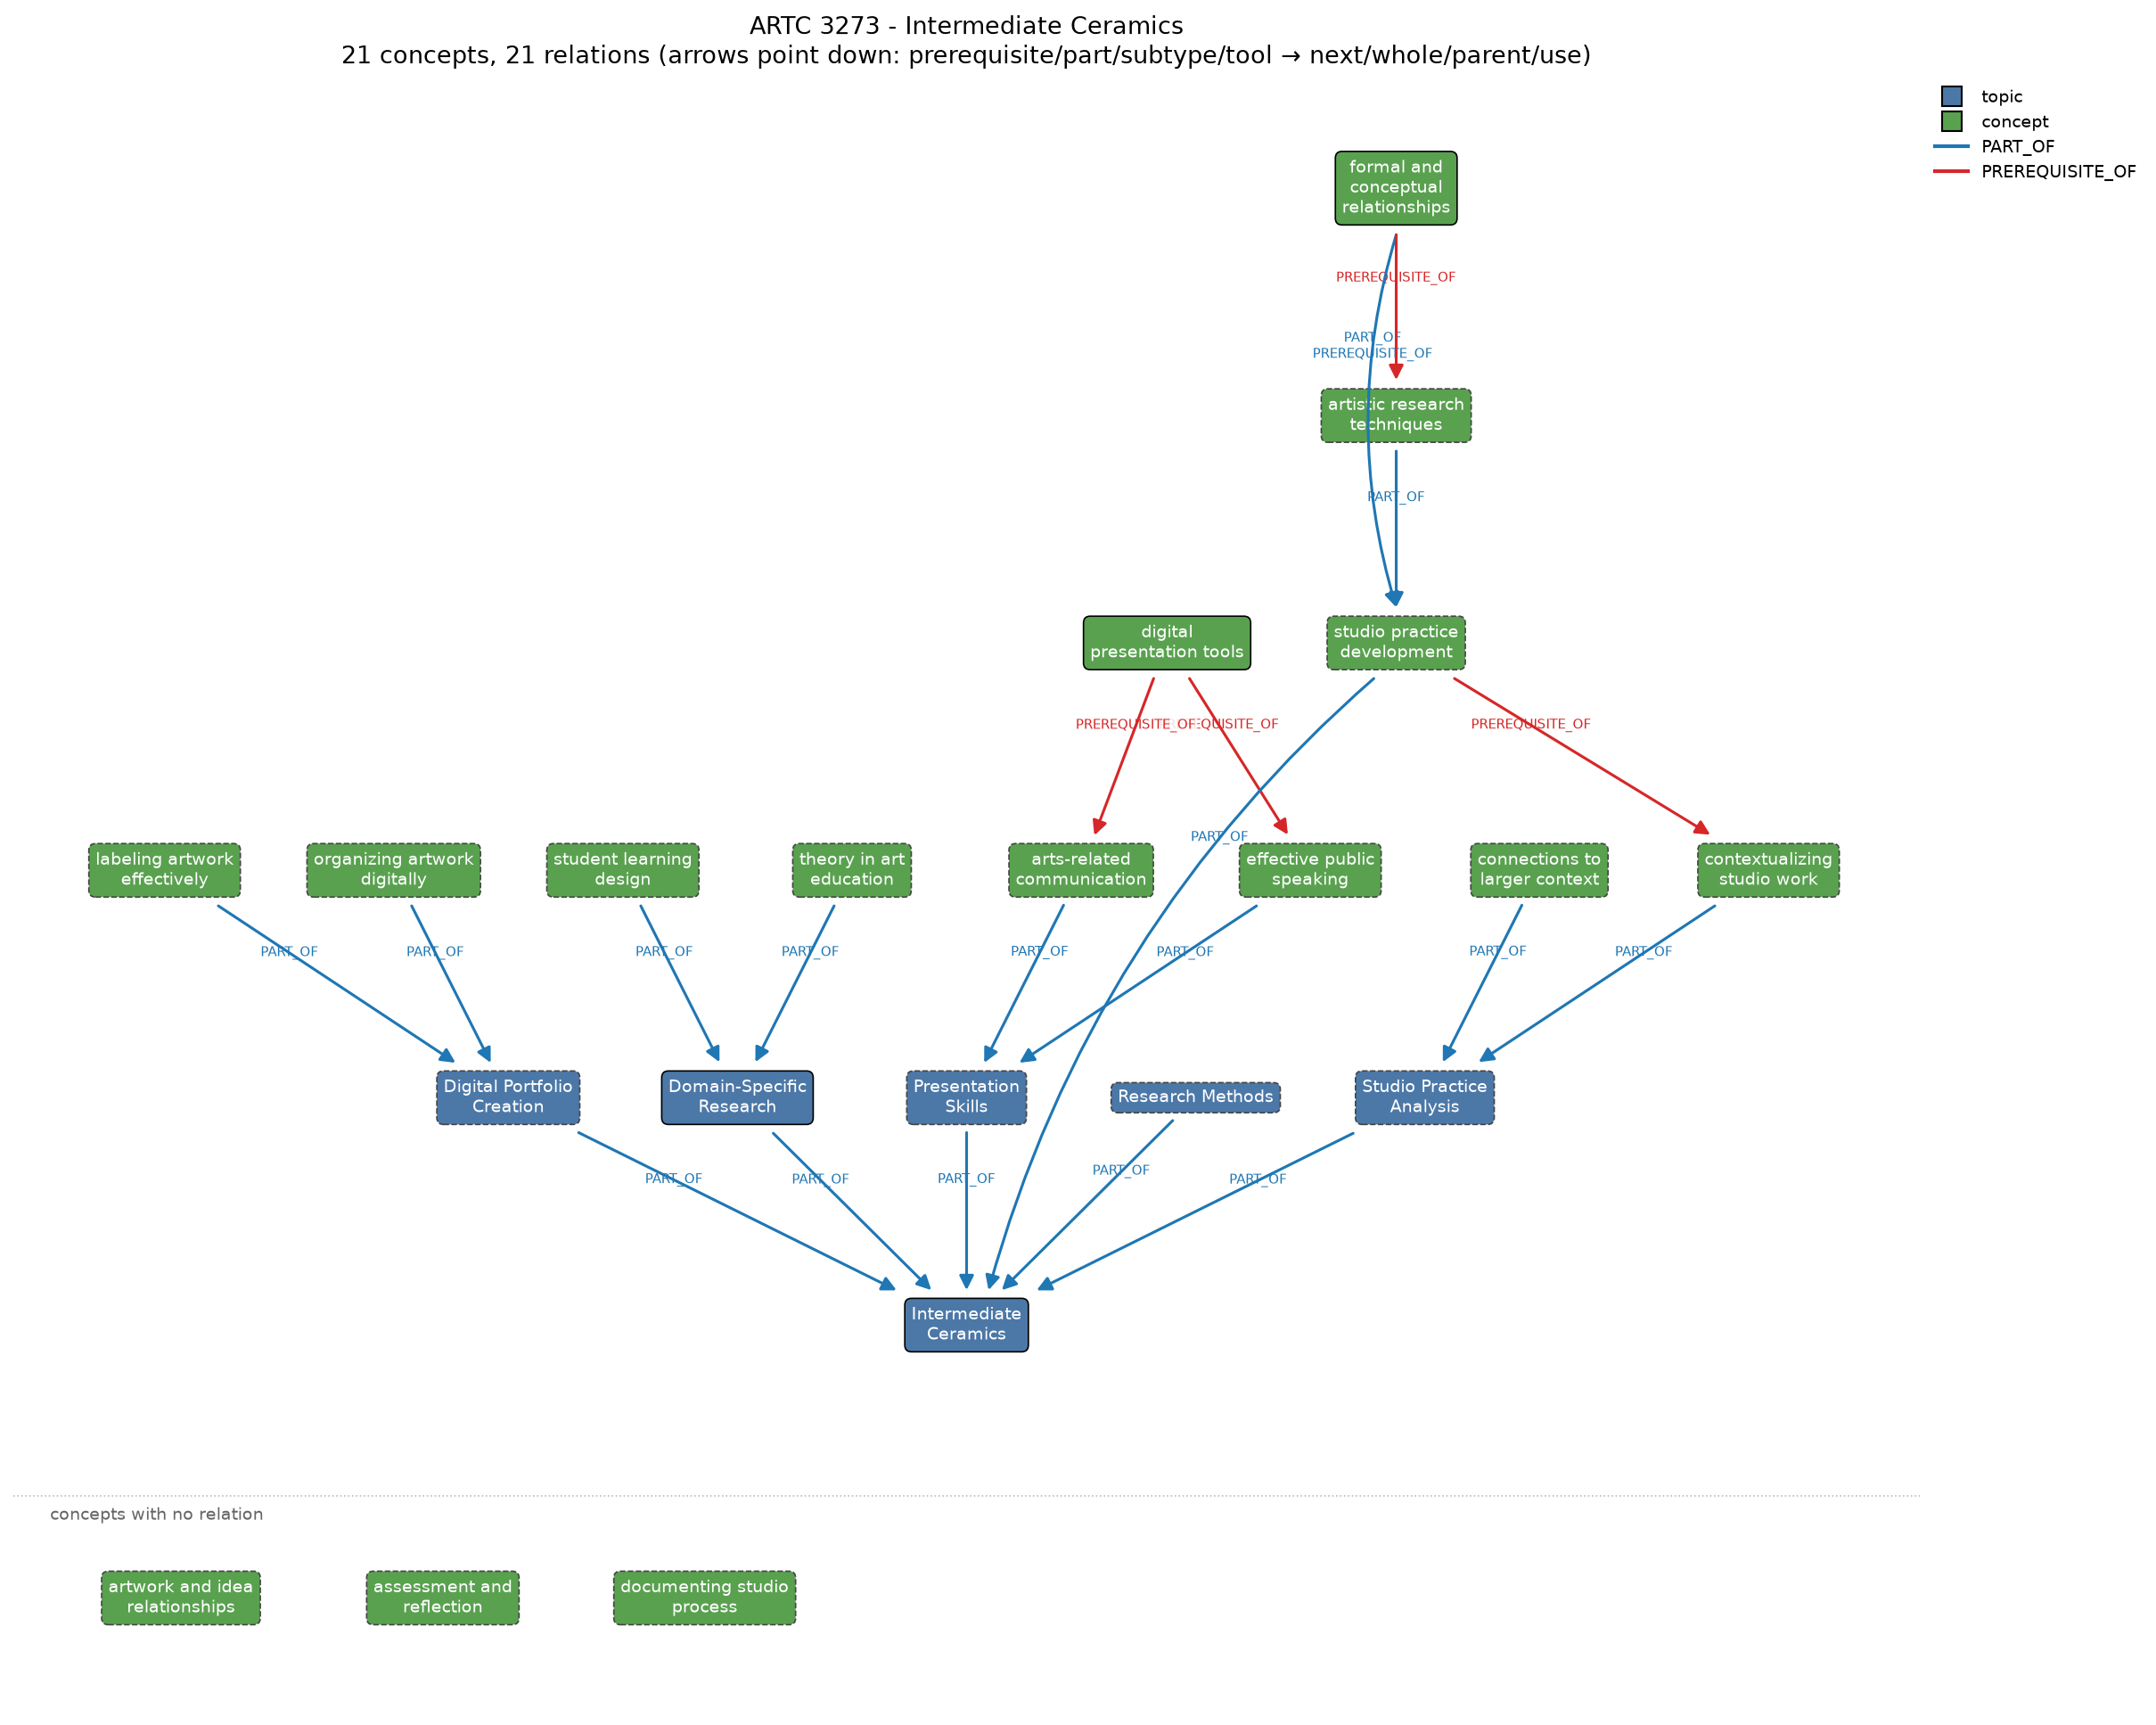 ARTC 3273 - Intermediate Ceramics
21 concepts, 21 relations (arrows point down: prerequisite/part/subtype/tool → next/whole/parent/use)
topic
concept
PART_OF
PREREQUISITE_OF
formal and
conceptual
relationships
PREREQUISITE_OF
PART_OF
PREREQUISITE_OF
artistic research
techniques
PART_OF
digital
presentation tools
studio practice
development
PREREQUISITE_OF
EQUISITE_OF
PREREQUISITE_OF
PART_OF
labeling artwork
effectively
organizing artwork
digitally
student learning
design
theory in art
education
arts-related
communication
effective public
speaking
connections to
larger context
contextualizing
studio work
PART_OF
PART_OF
PART_OF
PART_OF
PART_OF
PART_OF
PART_OF
PART_OF
Digital Portfolio
Creation
Domain-Specific
Research
Presentation
Skills
Research Methods
Studio Practice
Analysis
PART_OF
PART_OF
PART_OF
PART_OF
PART_OF
Intermediate
Ceramics
concepts with no relation
artwork and idea
relationships
assessment and
reflection
documenting studio
process